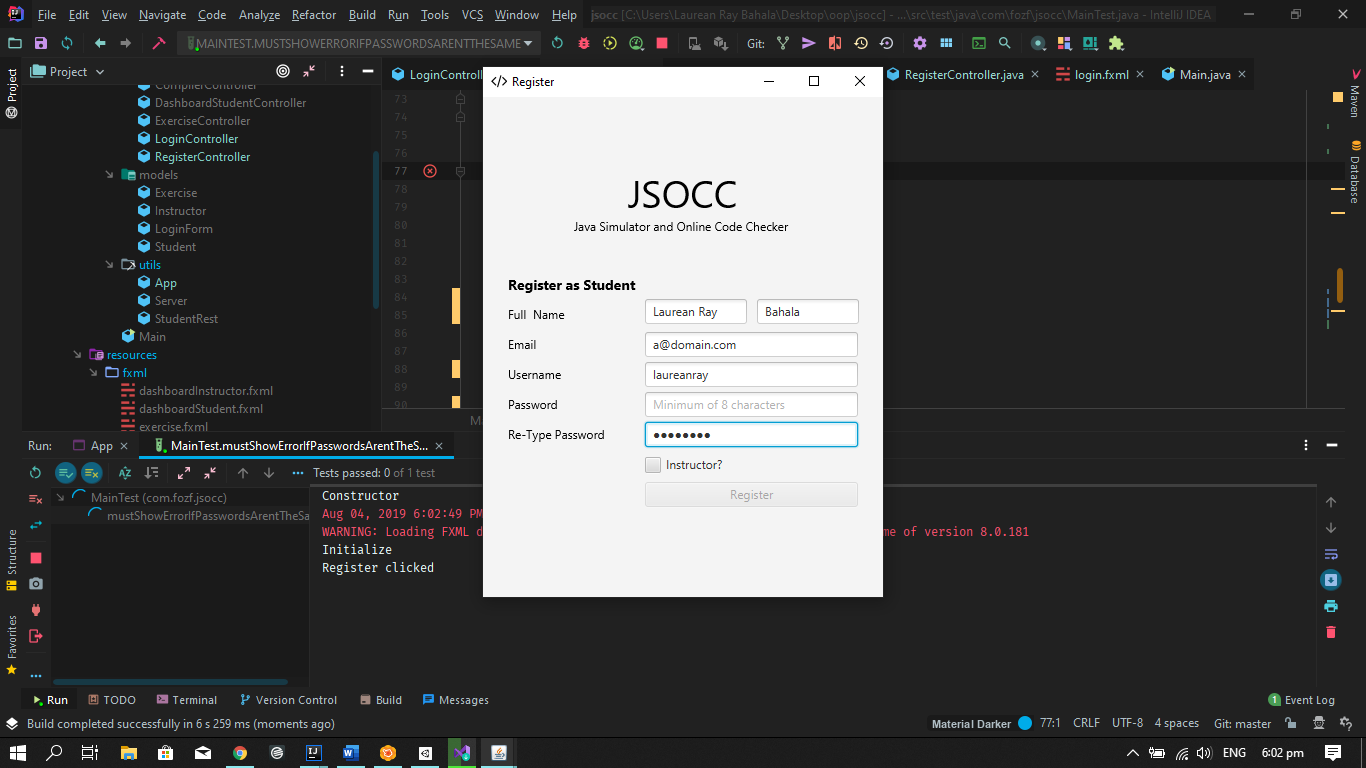 File Edit View Navigate Code Analyze Refactor Build Run Tools VCS Window Help jsocc [C:\Users\Laurean Ray Bahala\Desktop\oop\jsocc] - ...\src\test\java\com\fozf\jsocc\MainTest.java - IntelliJ IDEA
MAINTEST.MUSTSHOWERRORIFPASSWORDSARENTTHESAME Git:
Project
LoginControll RegisterController.java login.fxml Main.java
CompilerController
DashboardStudentController
ExerciseController
LoginController
RegisterController
models
Exercise
Instructor
LoginForm
Student
utils
App
Server
StudentRest
Main
resources
fxml
dashboardInstructor.fxml
dashboardStudent.fxml
exercise.fxml
73
74
75
76
77
78
79
80
81
82
83
84
85
86
87
88
89
90
Ma
Register
JSOCC
Java Simulator and Online Code Checker
Register as Student
Full Name Laurean Ray Bahala
Email a@domain.com
Username laureanray
Password Minimum of 8 characters
Re-Type Password ●●●●●●●●
Instructor?
Register
Project
Structure
Favorites
Maven
Database
Run: App MainTest.mustShowErrorIfPasswordsArentTheS...
Tests passed: 0 of 1 test
MainTest (com.fozf.jsocc)
mustShowErrorIfPasswordsArentTheSa
Constructor
Aug 04, 2019 6:02:49 PM
WARNING: Loading FXML d me of version 8.0.181
Initialize
Register clicked
Run TODO Terminal Version Control Build Messages 1 Event Log
Build completed successfully in 6 s 259 ms (moments ago) Material Darker 77:1 CRLF UTF-8 4 spaces Git: master
ENG 6:02 pm